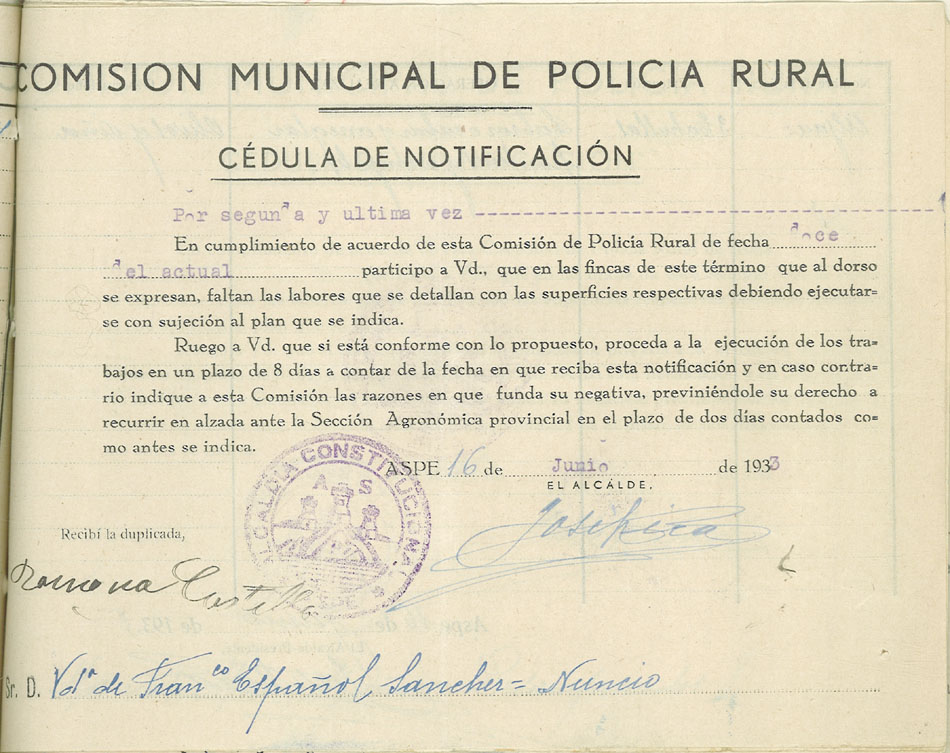 COMISION MUNICIPAL DE POLICIA RURAL
CÉDULA DE NOTIFICACIÓN
Por segunda y ultima vez
En cumplimiento de acuerdo de esta Comisión de Policía Rural de fecha doce
del actual participo a Vd., que en las fincas de este término que al dorso
se expresan, faltan las labores que se detallan con las superficies respectivas debiendo ejecutar=
se con sujeción al plan que se indica.
Ruego a Vd. que si está conforme con lo propuesto, proceda a la ejecución de los tra=
bajos en un plazo de 8 días a contar de la fecha en que reciba esta notificación y en caso contra=
rio indique a esta Comisión las razones en que funda su negativa, previniéndole su derecho a
recurrir en alzada ante la Sección Agronómica provincial en el plazo de dos días contados co=
mo antes se indica.
ASPE 16 de Junio de 1933
EL ALCALDE,
ALCALDIA CONSTITUCIONAL
A S
ASPE
Recibí la duplicada,
Ramona Castello
Sr. D. Vdª de Franco Español Sanchez = Nuncio